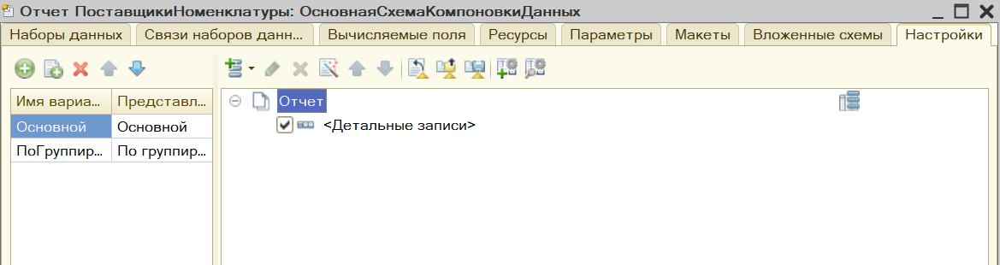 Отчет ПоставщикиНоменклатуры: ОсновнаяСхемаКомпоновкиДанных
Наборы данных Связи наборов данн... Вычисляемые поля Ресурсы Параметры Макеты Вложенные схемы Настройки
Имя вариа... Представл...
Основной Основной
ПоГруппир... По группир...
Отчет
<Детальные записи>